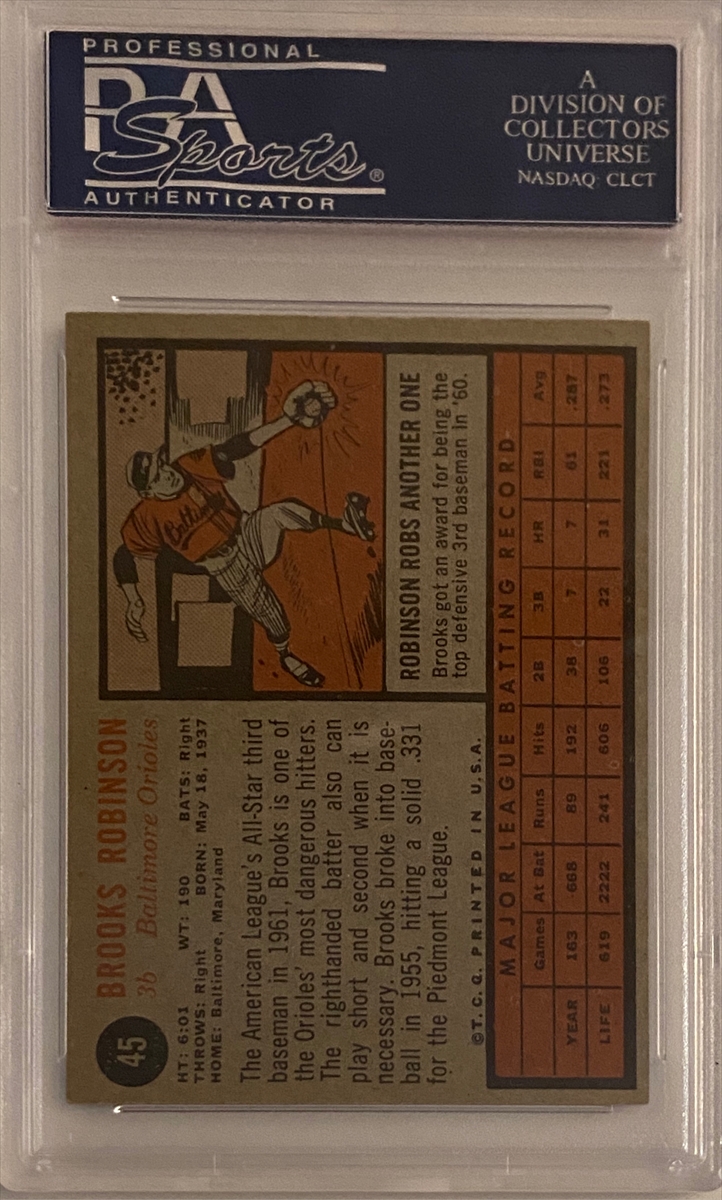 PROFESSIONAL
PSA
Sports®
AUTHENTICATOR
A
DIVISION OF
COLLECTORS
UNIVERSE
NASDAQ: CLCT
45
BROOKS ROBINSON
3b Baltimore Orioles
HT: 6:01 WT: 190 BATS: Right
THROWS: Right BORN: May 18, 1937
HOME: Baltimore, Maryland
The American League's All-Star third
baseman in 1961, Brooks is one of
the Orioles' most dangerous hitters.
The righthanded batter also can
play short and second when it is
necessary. Brooks broke into base-
ball in 1955, hitting a solid .331
for the Piedmont League.
©T.C.G. PRINTED IN U.S.A.
Baltimore
ROBINSON ROBS ANOTHER ONE
Brooks got an award for being the
top defensive 3rd baseman in '60.
MAJOR LEAGUE BATTING RECORD
Games At Bat Runs Hits 2B 3B HR RBI Avg
YEAR 163 668 89 192 38 7 7 61 .287
LIFE 619 2222 241 606 106 22 31 221 .273